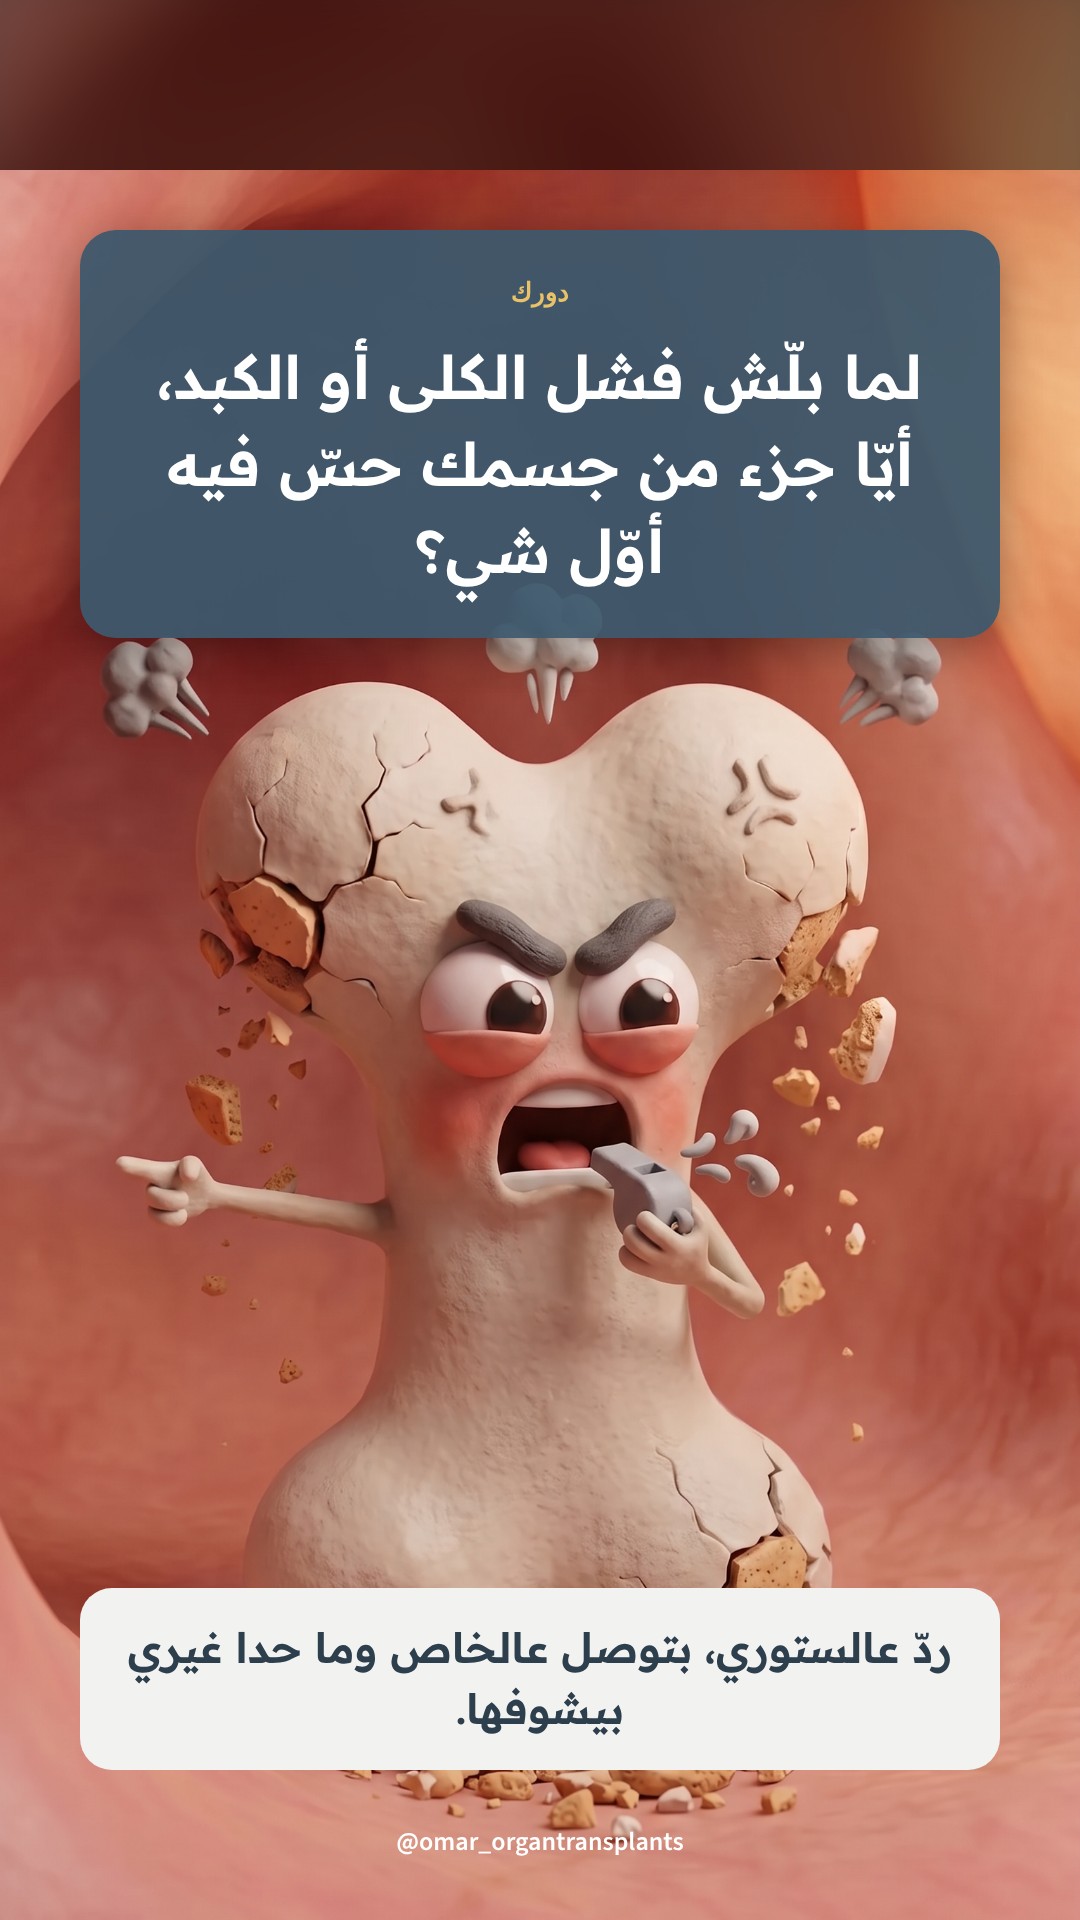 دورك
لما بلّش فشل الكلى أو الكبد،
أيّا جزء من جسمك حسّ فيه
أوّل شي؟
ردّ عالستوري، بتوصل عالخاص وما حدا غيري
بيشوفها.
@omar_organtransplants